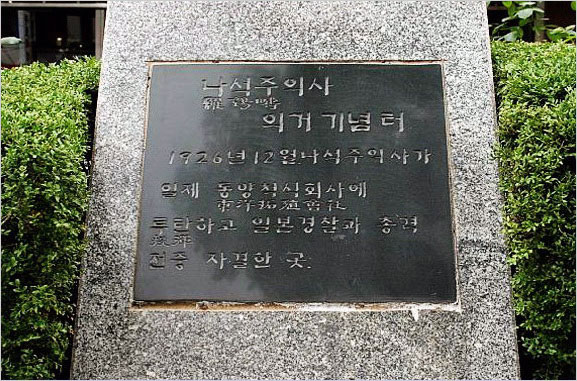 나석주의사
羅錫疇
의거기념터
1926년 12월 나석주의사가
일제 동양척식회사에
東洋拓殖會社
투탄하고 일본경찰과 총격
投彈
전중 자결한 곳.